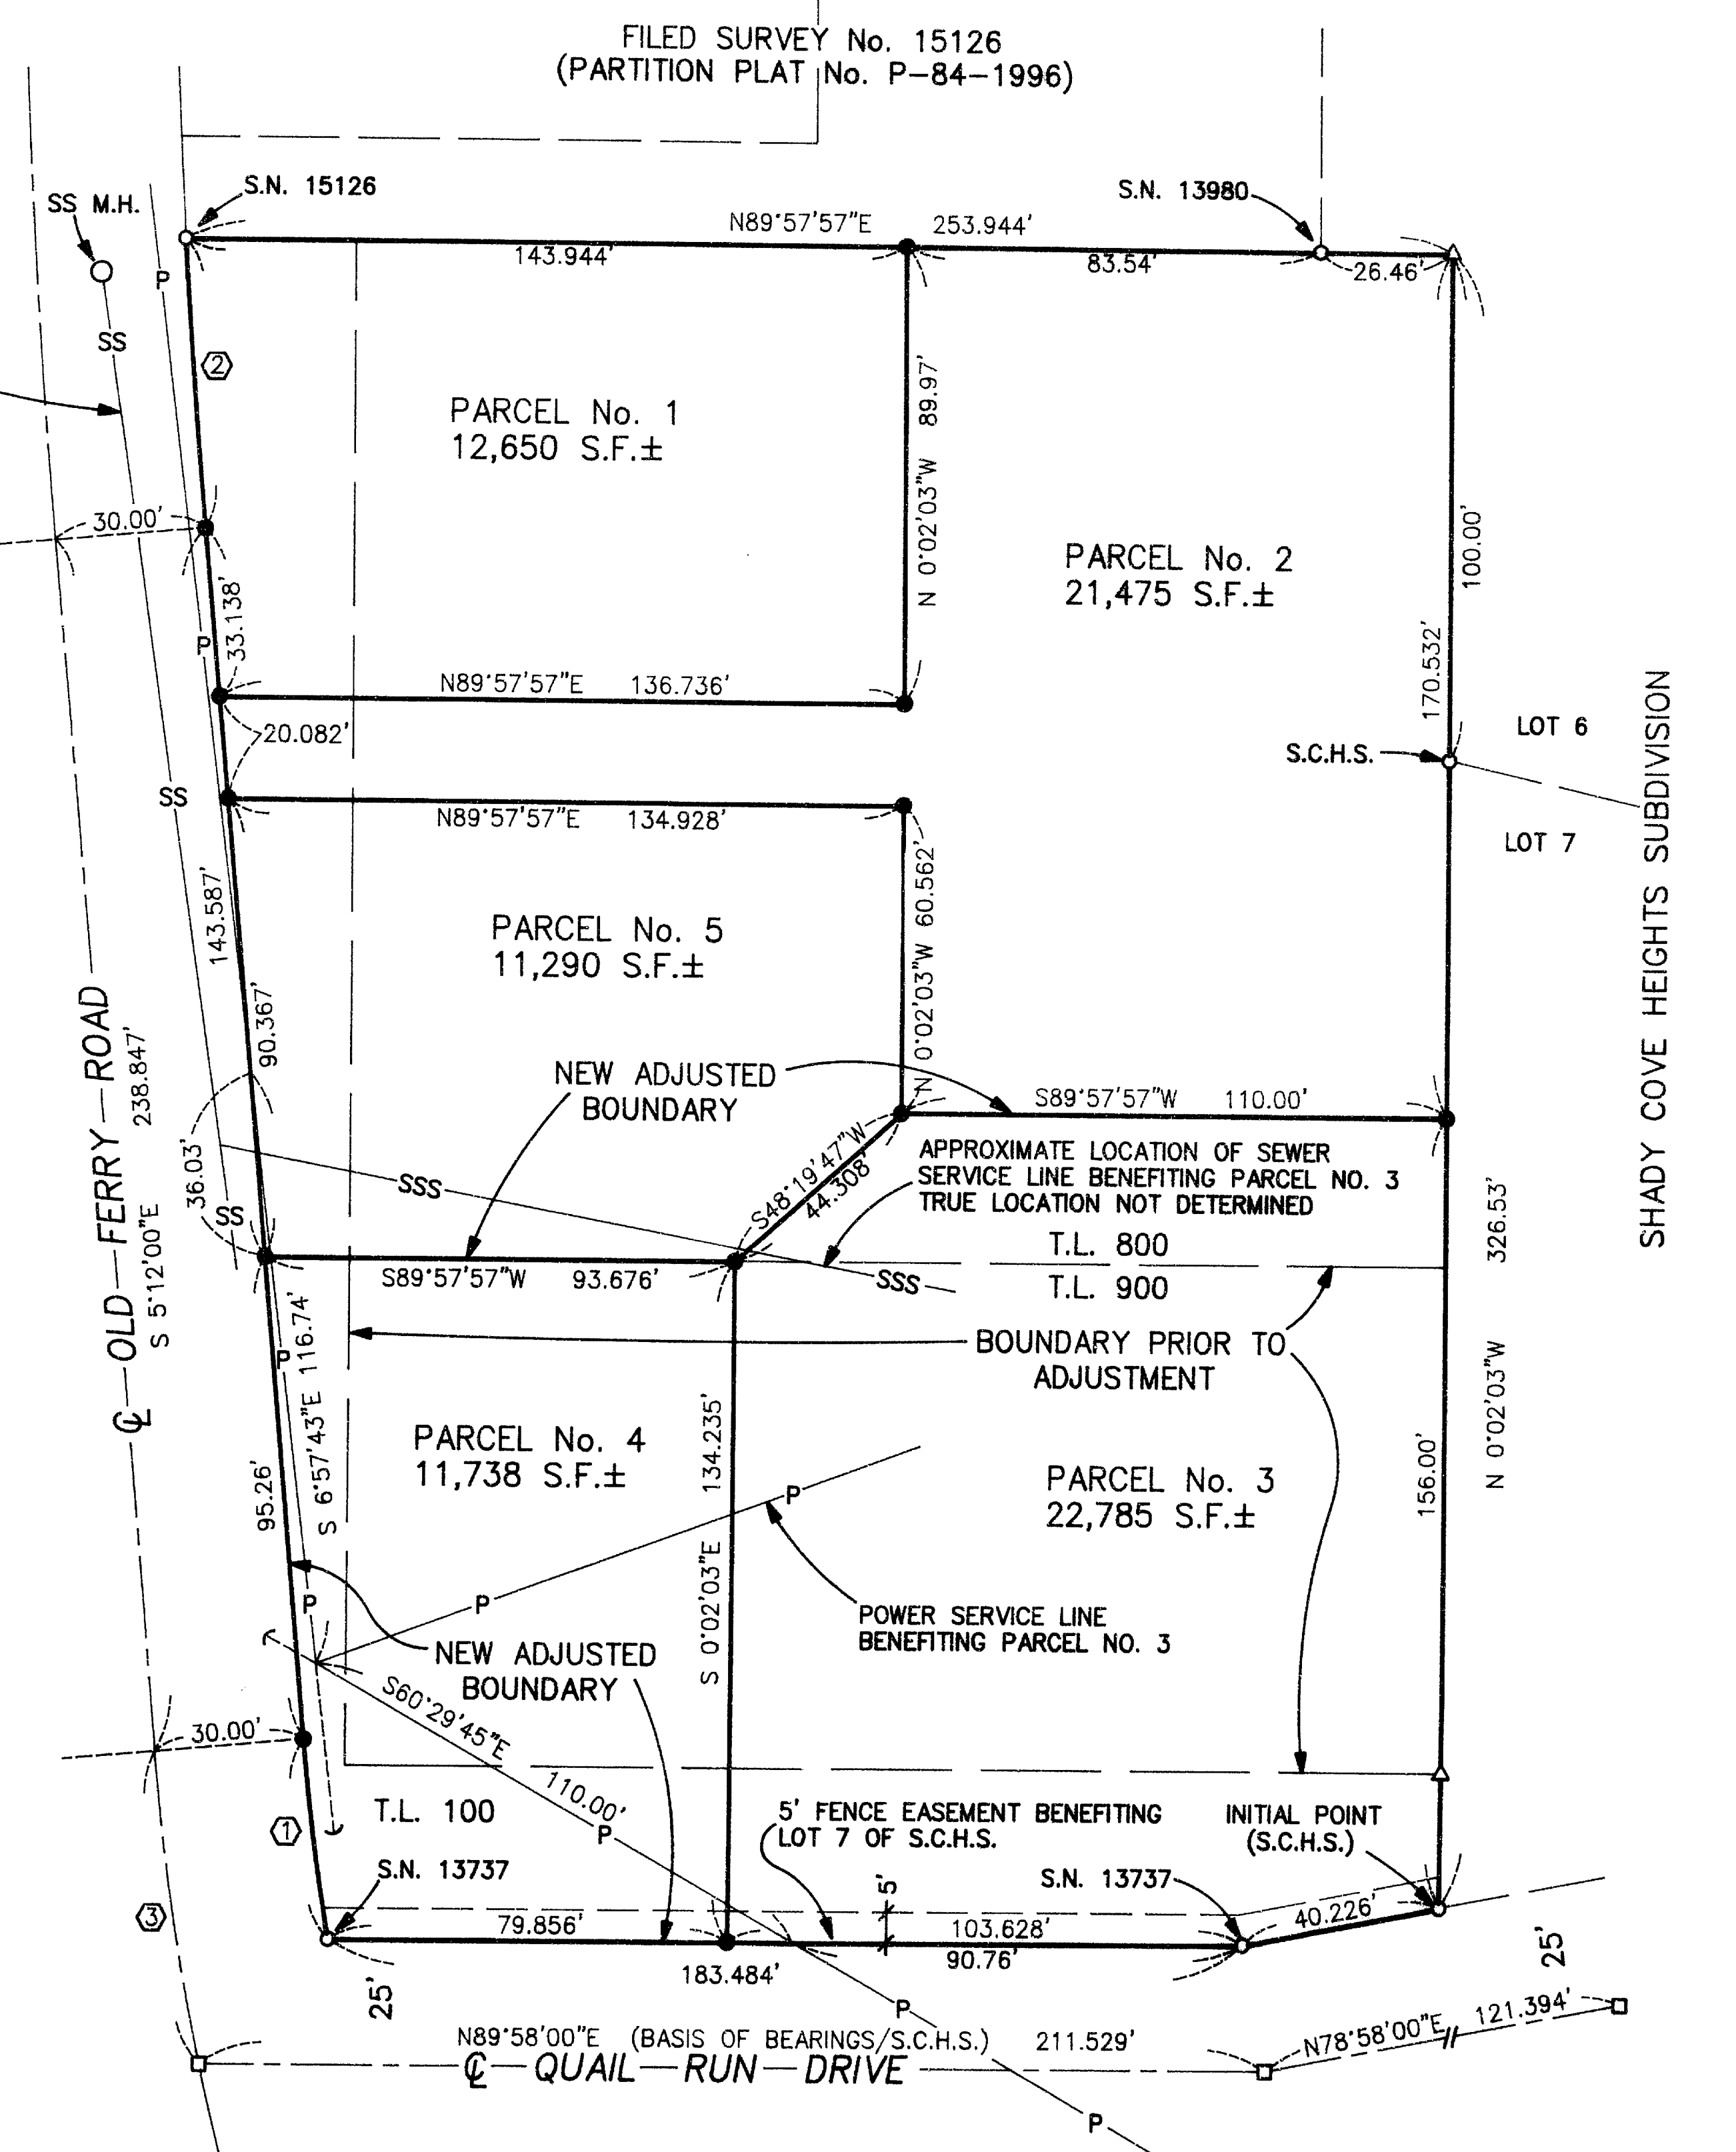 FILED SURVEY No. 15126
(PARTITION PLAT No. P-84-1996)
S.N. 15126
S.N. 13980
SS M.H.
N89°57'57"E 253.944'
143.944'
83.54'
26.46'
P
SS
2
PARCEL No. 1
12,650 S.F.±
N 0°02'03"W 89.97'
100.00'
30.00'
PARCEL No. 2
21,475 S.F.±
33.138'
P
170.532'
N89°57'57"E 136.736'
20.082'
LOT 6
S.C.H.S.
SHADY COVE HEIGHTS SUBDIVISION
SS
N89°57'57"E 134.928'
LOT 7
143.587'
N 0°02'03"W 60.562'
PARCEL No. 5
11,290 S.F.±
90.367'
OLD FERRY ROAD
S 5°12'00"E 238.847'
NEW ADJUSTED
BOUNDARY
S89°57'57"W 110.00'
36.03'
S48°19'47"W
44.308'
APPROXIMATE LOCATION OF SEWER
SERVICE LINE BENEFITING PARCEL NO. 3
TRUE LOCATION NOT DETERMINED
SSS
SS
T.L. 800
326.53'
N 0°02'03"W
S89°57'57"W 93.676'
SSS
T.L. 900
P
S 6°57'43"E 116.74'
BOUNDARY PRIOR TO
ADJUSTMENT
℄
134.235'
S 0°02'03"E
PARCEL No. 4
11,738 S.F.±
95.26'
PARCEL No. 3
22,785 S.F.±
156.00'
P
P
P
POWER SERVICE LINE
BENEFITING PARCEL NO. 3
NEW ADJUSTED
BOUNDARY
S60°29'45"E
110.00'
30.00'
T.L. 100
P
1
5' FENCE EASEMENT BENEFITING
LOT 7 OF S.C.H.S.
INITIAL POINT
(S.C.H.S.)
S.N. 13737
S.N. 13737
5'
3
79.856'
103.628'
40.226'
90.76'
183.484'
25'
25'
P
N89°58'00"E (BASIS OF BEARINGS/S.C.H.S.) 211.529'
N78°58'00"E 121.394'
℄ QUAIL RUN DRIVE
P